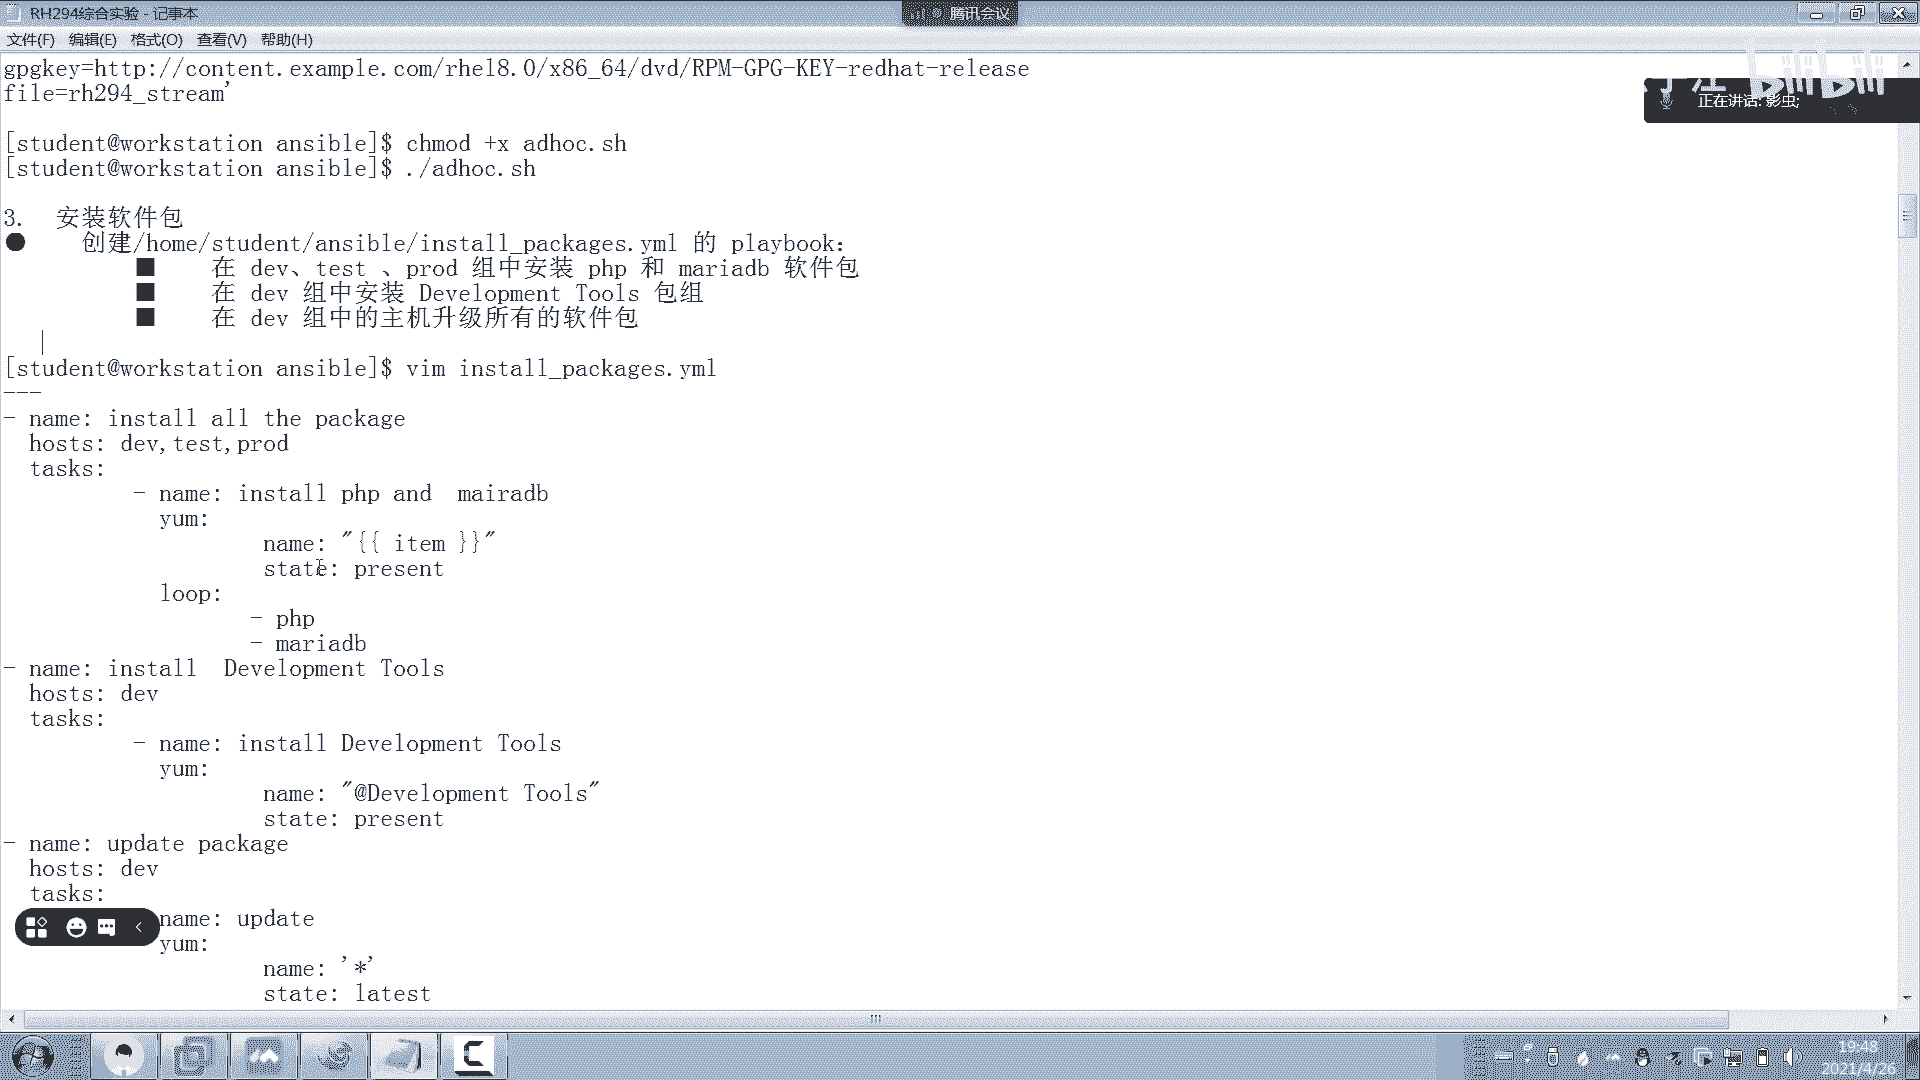 RH294综合实验 - 记事本
腾讯会议
文件(F) 编辑(E) 格式(O) 查看(V) 帮助(H)
gpgkey=http://content.example.com/rhel8.0/x86_64/dvd/RPM-GPG-KEY-redhat-release
file=rh294_stream'
bilibili
正在讲话: 影虫;
[student@workstation ansible]$ chmod +x adhoc.sh
[student@workstation ansible]$ ./adhoc.sh
3. 安装软件包
● 创建/home/student/ansible/install_packages.yml 的 playbook:
■ 在 dev、test 、prod 组中安装 php 和 mariadb 软件包
■ 在 dev 组中安装 Development Tools 包组
■ 在 dev 组中的主机升级所有的软件包
[student@workstation ansible]$ vim install_packages.yml
---
- name: install all the package
hosts: dev,test,prod
tasks:
- name: install php and  mairadb
yum:
name: "{{ item }}"
state: present
loop:
- php
- mariadb
- name: install  Development Tools
hosts: dev
tasks:
- name: install Development Tools
yum:
name: "@Development Tools"
state: present
- name: update package
hosts: dev
tasks:
name: update
yum:
name: '*'
state: latest
19:48
2021/4/26